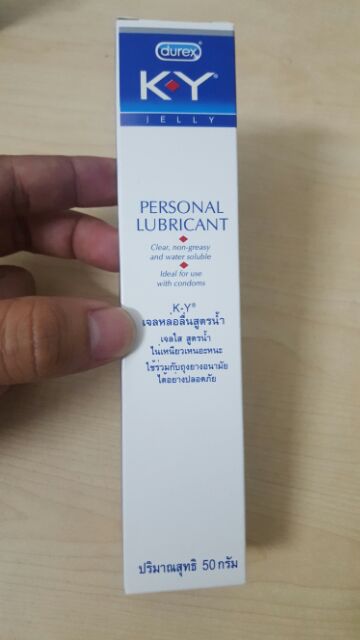 durex®
K-Y®
JELLY
PERSONAL
LUBRICANT
Clear, non-greasy
and water soluble
Ideal for use
with condoms
K-Y®
เจลหล่อลื่นสูตรน้ำ
เจลใส สูตรน้ำ
ไม่เหนียวเหนอะหนะ
ใช้ร่วมกับถุงยางอนามัย
ได้อย่างปลอดภัย
ปริมาณสุทธิ 50 กรัม